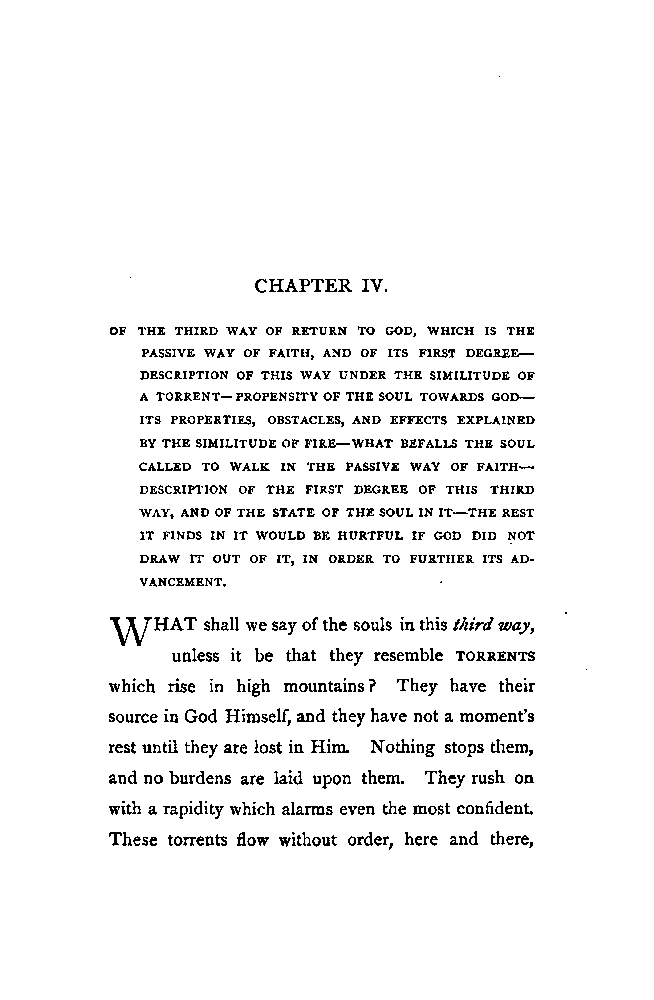 CHAPTER IV.
OF THE THIRD WAY OF RETURN TO GOD, WHICH IS THE
PASSIVE WAY OF FAITH, AND OF ITS FIRST DEGREE—
DESCRIPTION OF THIS WAY UNDER THE SIMILITUDE OF
A TORRENT—PROPENSITY OF THE SOUL TOWARDS GOD—
ITS PROPERTIES, OBSTACLES, AND EFFECTS EXPLAINED
BY THE SIMILITUDE OF FIRE—WHAT BEFALLS THE SOUL
CALLED TO WALK IN THE PASSIVE WAY OF FAITH—
DESCRIPTION OF THE FIRST DEGREE OF THIS THIRD
WAY, AND OF THE STATE OF THE SOUL IN IT—THE REST
IT FINDS IN IT WOULD BE HURTFUL IF GOD DID NOT
DRAW IT OUT OF IT, IN ORDER TO FURTHER ITS AD-
VANCEMENT.
WHAT shall we say of the souls in this third way,
unless it be that they resemble TORRENTS
which rise in high mountains? They have their
source in God Himself, and they have not a moment's
rest until they are lost in Him. Nothing stops them,
and no burdens are laid upon them. They rush on
with a rapidity which alarms even the most confident.
These torrents flow without order, here and there,